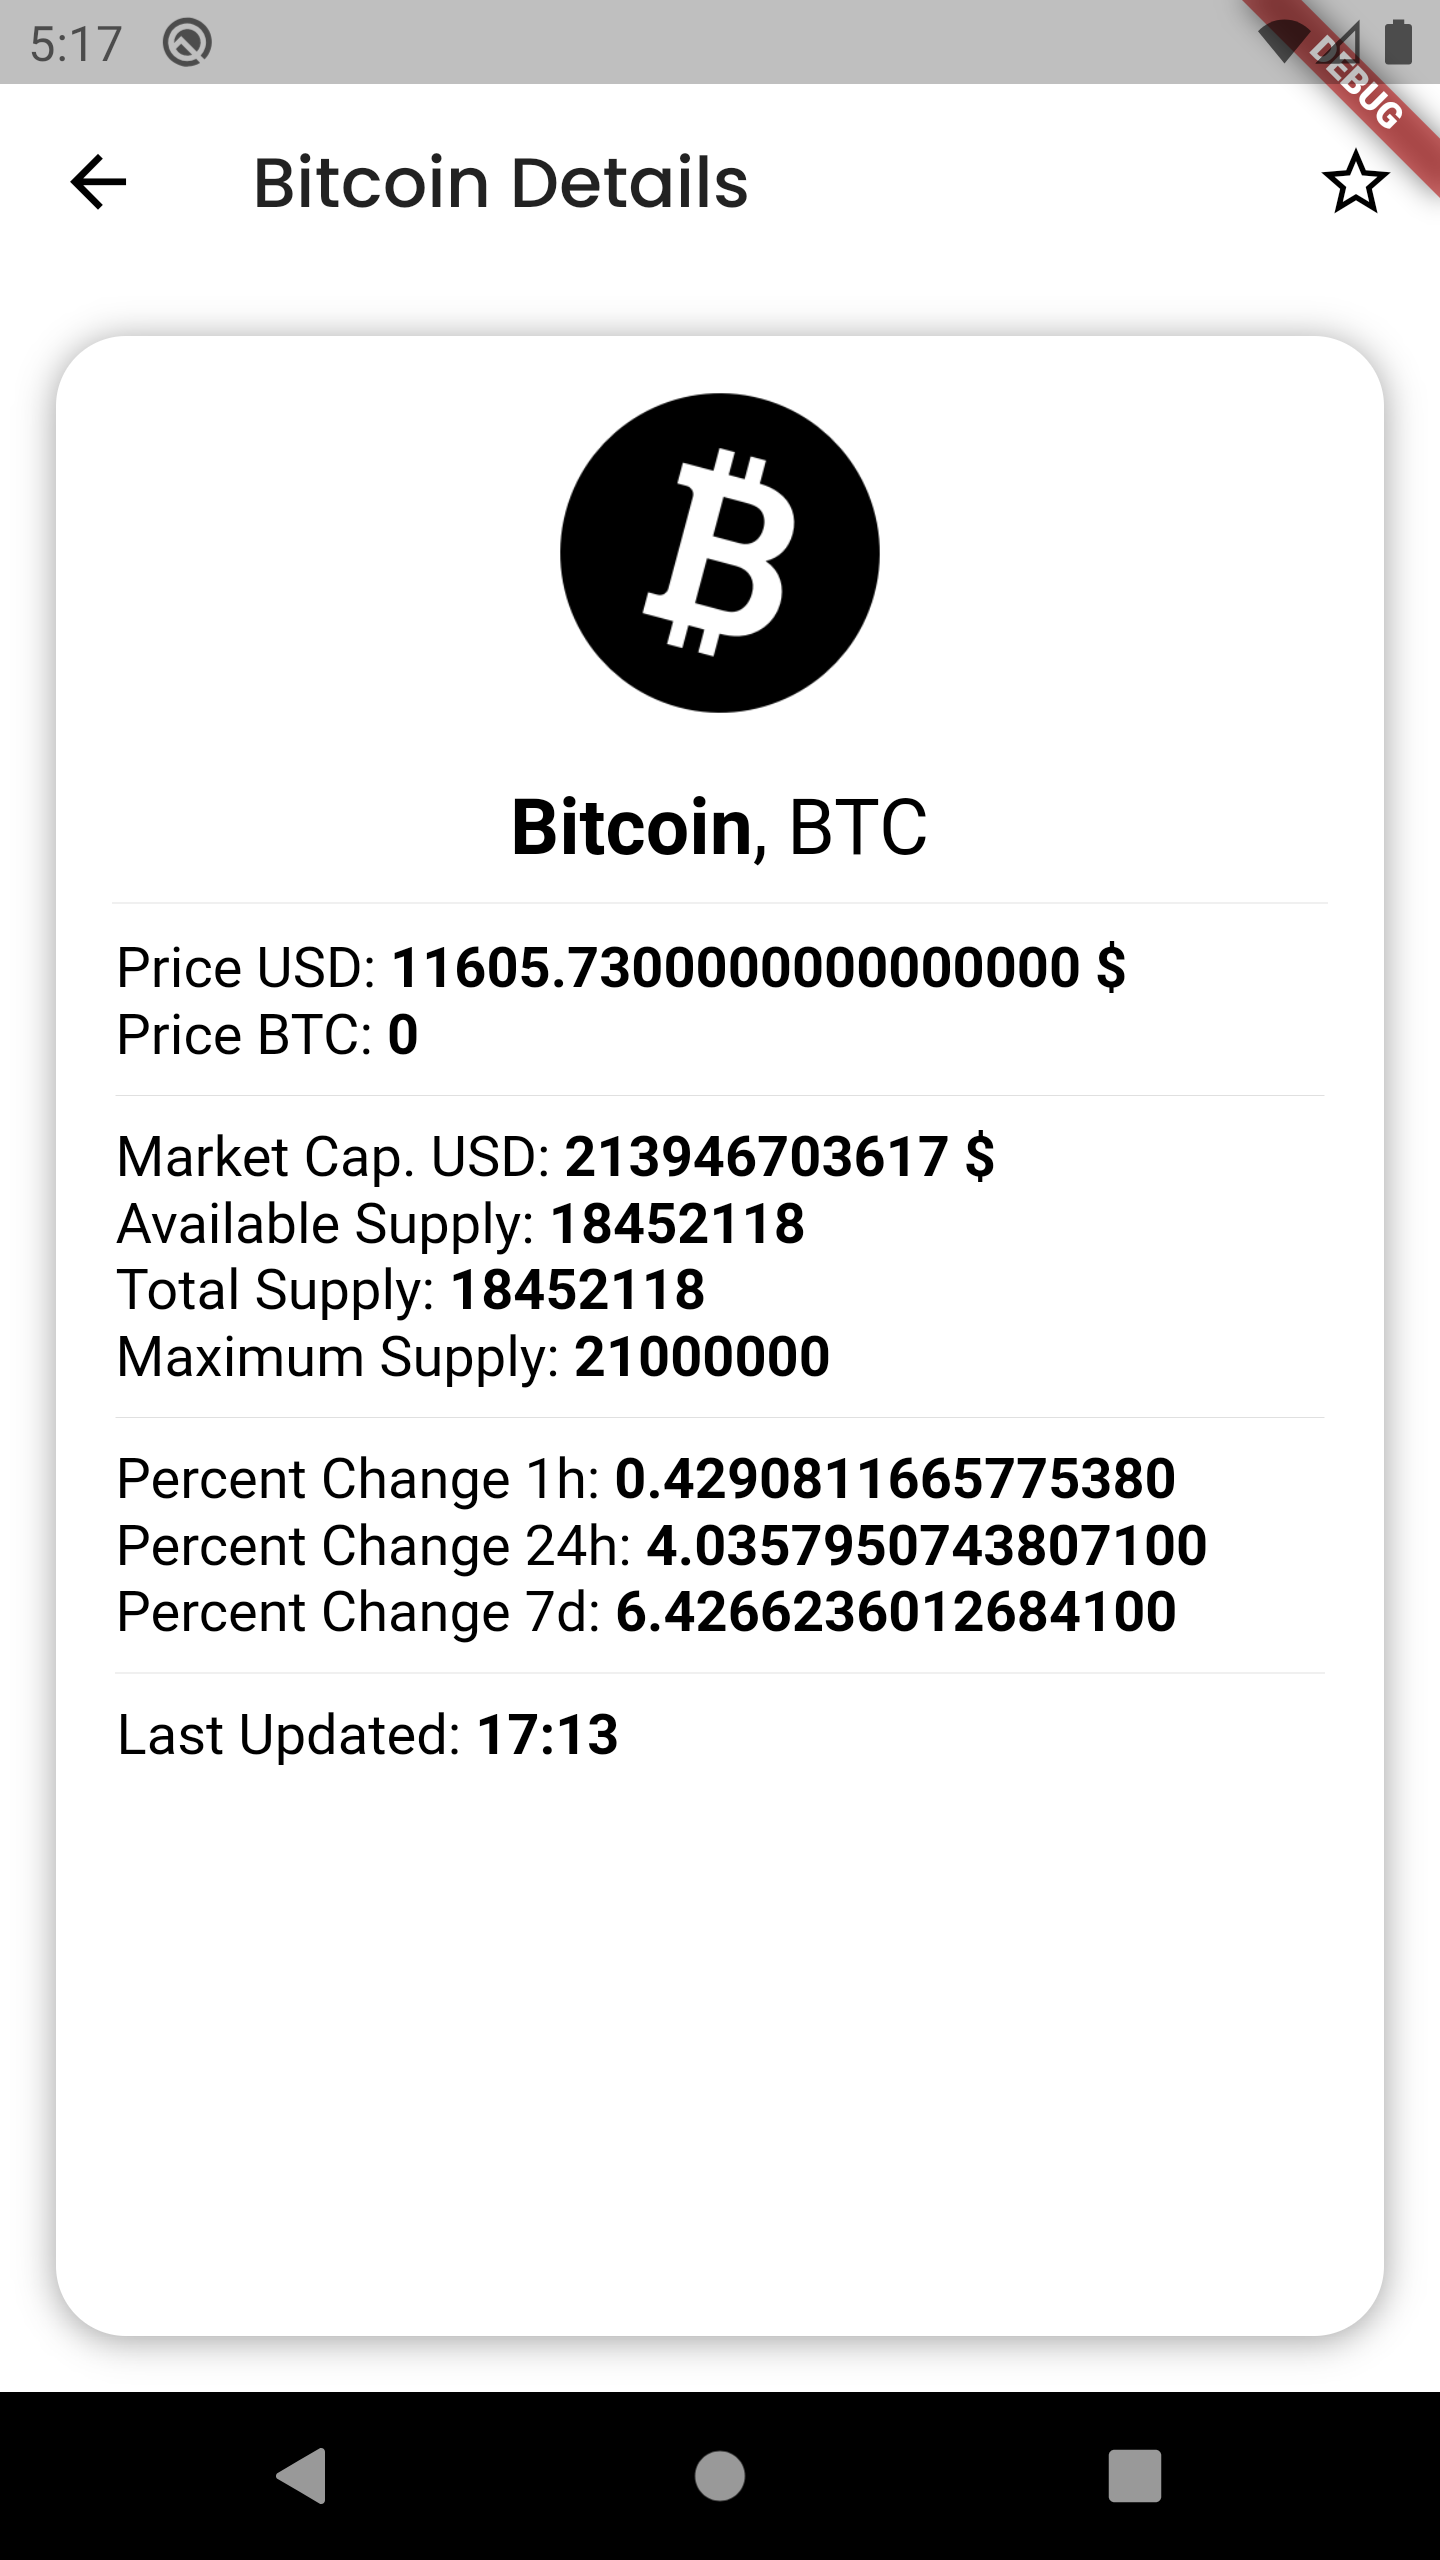 5:17
DEBUG
Bitcoin Details
Bitcoin, BTC
Price USD: 11605.7300000000000000 $
Price BTC: 0
Market Cap. USD: 213946703617 $
Available Supply: 18452118
Total Supply: 18452118
Maximum Supply: 21000000
Percent Change 1h: 0.4290811665775380
Percent Change 24h: 4.0357950743807100
Percent Change 7d: 6.4266236012684100
Last Updated: 17:13